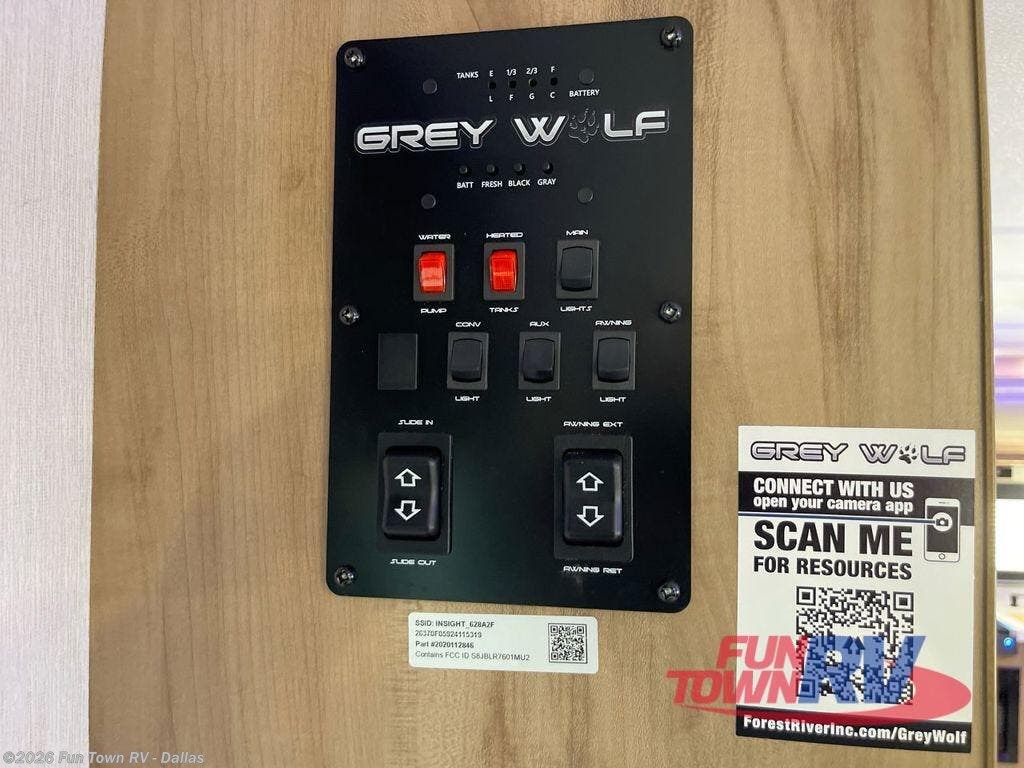 TANKS E 1/3 2/3 F
L F G C BATTERY
GREY WOLF
BATT FRESH BLACK GRAY
WATER HEATED MAIN
PUMP TANKS LIGHTS
CONV AUX AWNING
LIGHT LIGHT LIGHT
SLIDE IN AWNING EXT
SLIDE OUT AWNING RET
SSID: INSIGHT_628A2F
26370F05924115319
Part #2020112846
Contains FCC ID S8JBLR7601MU2
GREY WOLF
CONNECT WITH US
open your camera app
SCAN ME
FOR RESOURCES
FUN TOWN RV
ForestRiverInc.com/GreyWolf
©2026 Fun Town RV - Dallas